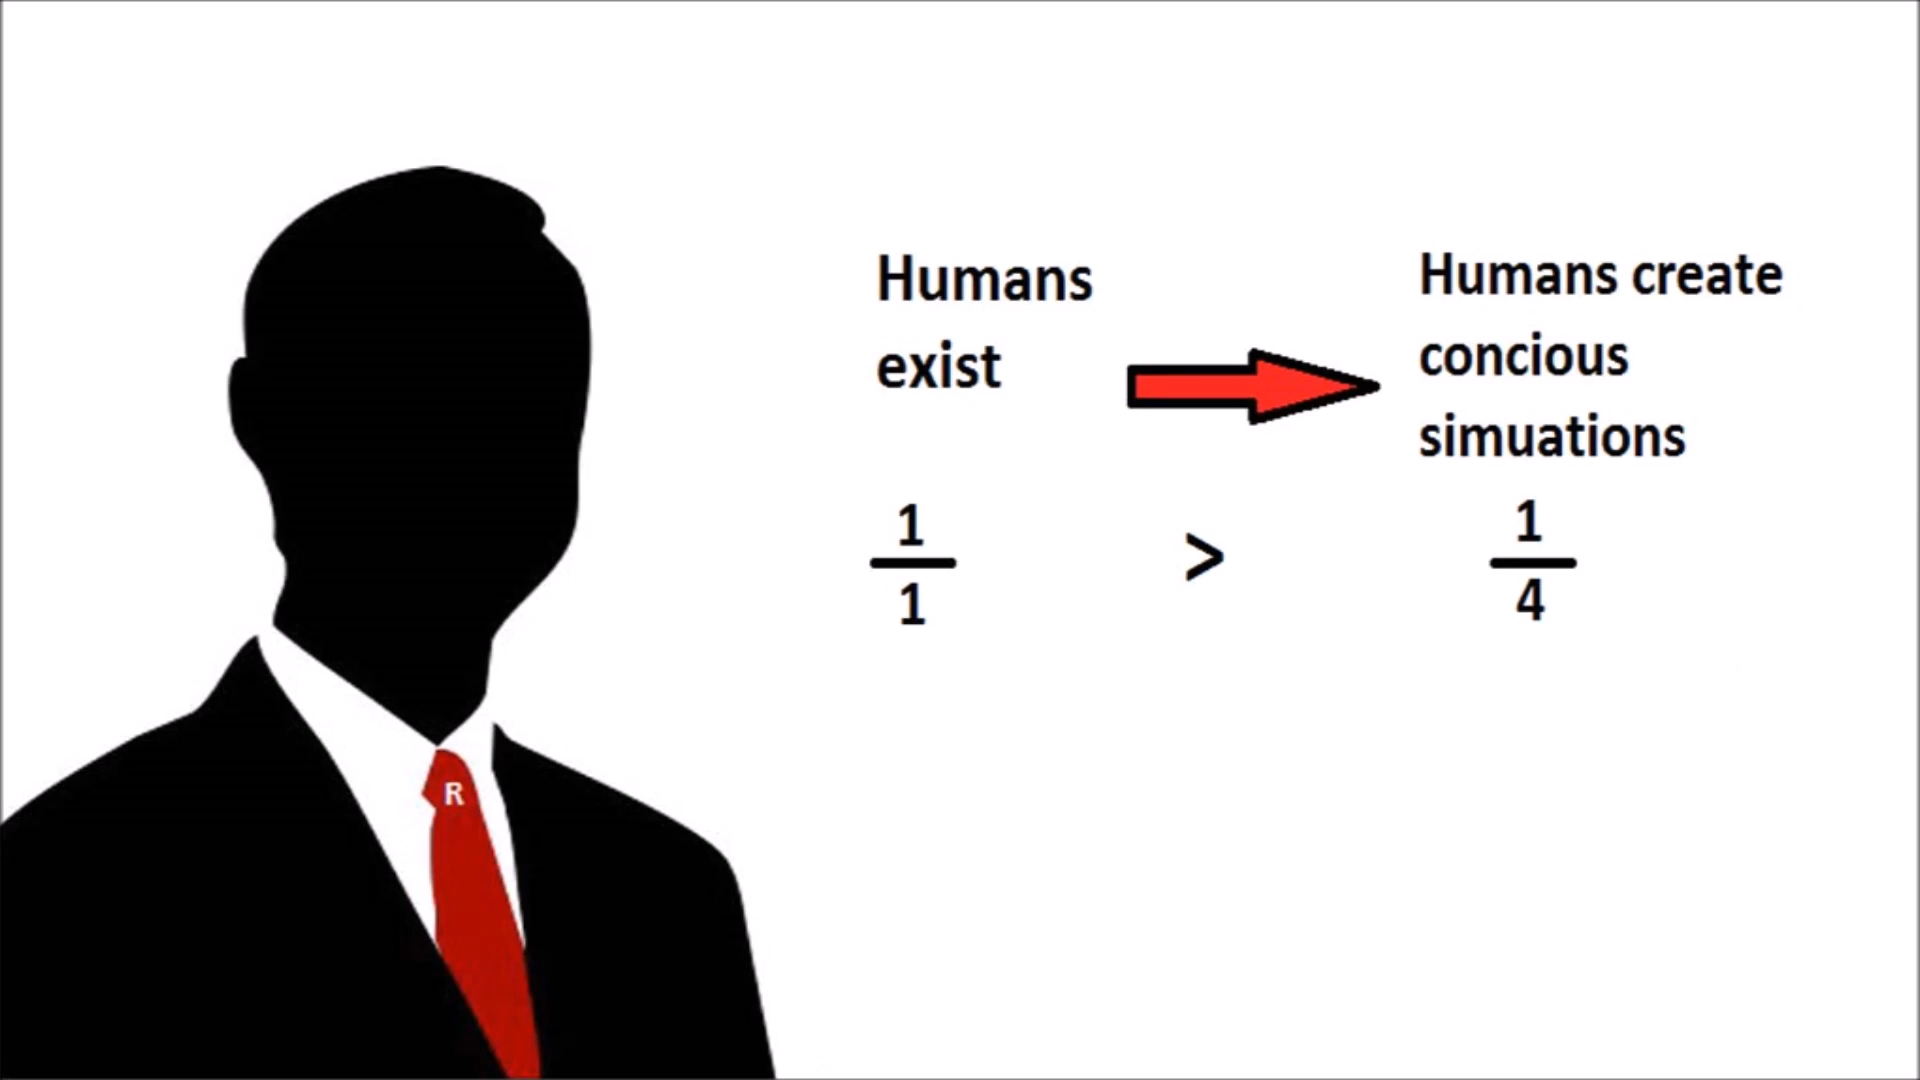 Humans
exist
Humans create
concious
simuations
1
1
>
1
4
R